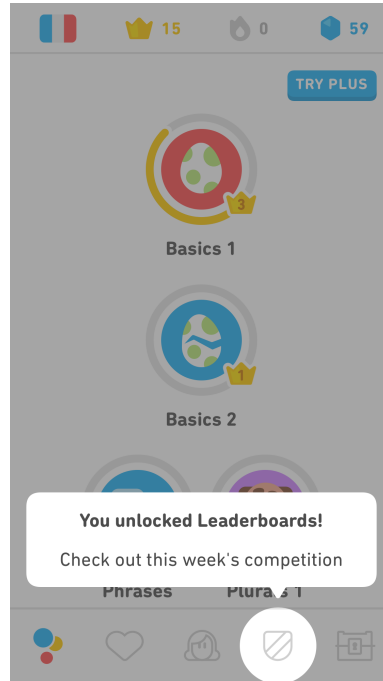 15
0
59
TRY PLUS
3
Basics 1
1
Basics 2
You unlocked Leaderboards!
Check out this week's competition
Phrases
Plurals 1